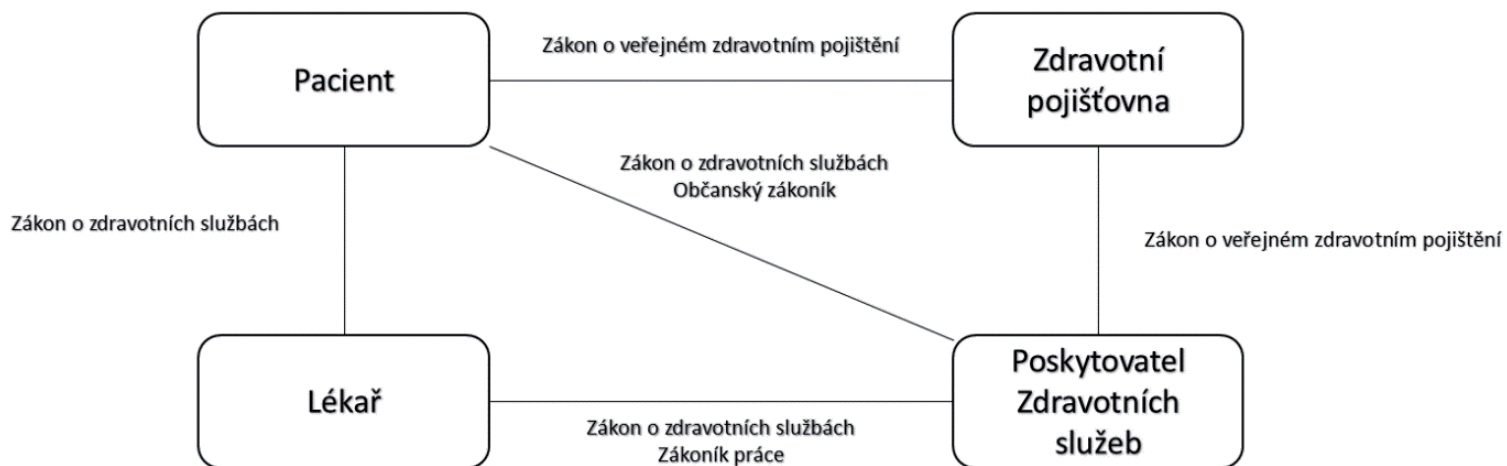 Pacient
Zákon o veřejném zdravotním pojištění
Zdravotní
pojišťovna
Zákon o zdravotních službách
Občanský zákoník
Zákon o zdravotních službách
Zákon o veřejném zdravotním pojištění
Lékař
Zákon o zdravotních službách
Zákoník práce
Poskytovatel
Zdravotních
služeb